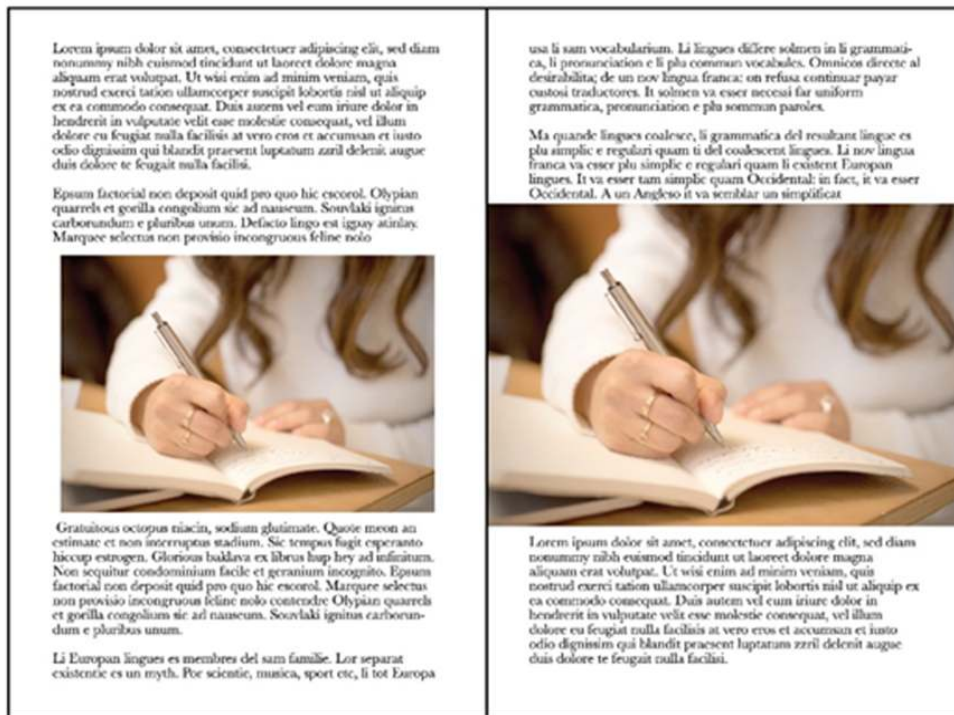 Lorem ipsum dolor sit amet, consectetuer adipiscing elit, sed diam
nonummy nibh euismod tincidunt ut laoreet dolore magna
aliquam erat volutpat. Ut wisi enim ad minim veniam, quis
nostrud exerci tation ullamcorper suscipit lobortis nisl ut aliquip
ex ea commodo consequat. Duis autem vel eum iriure dolor in
hendrerit in vulputate velit esse molestie consequat, vel illum
dolore eu feugiat nulla facilisis at vero eros et accumsan et iusto
odio dignissim qui blandit praesent luptatum zzril delenit augue
duis dolore te feugait nulla facilisi.
Epsum factorial non deposit quid pro quo hic escorol. Olypian
quarrels et gorilla congolium sic ad nauseum. Souvlaki ignitus
carborundum e pluribus unum. Defacto lingo est igpay atinlay.
Marquee selectus non provisio incongruous feline nolo
Gratuitous octopus niacin, sodium glutimate. Quote meon an
estimate et non interruptus stadium. Sic tempus fugit esperanto
hiccup estrogen. Glorious baklava ex librus hup hey ad infinitum.
Non sequitur condominium facile et geranium incognito. Epsum
factorial non deposit quid pro quo hic escorol. Marquee selectus
non provisio incongruous feline nolo contendre Olypian quarrels
et gorilla congolium sic ad nauseum. Souvlaki ignitus carborun-
dum e pluribus unum.
Li Europan lingues es membres del sam familie. Lor separat
existentie es un myth. Por scientie, musica, sport etc, li tot Europa
usa li sam vocabularium. Li lingues differe solmen in li grammati-
ca, li pronunciation e li plu commun vocabules. Omnicos directe al
desirabilita; de un nov lingua franca: on refusa continuar payar
custosi traductores. It solmen va esser necessi far uniform
grammatica, pronunciation e plu sommun paroles.
Ma quande lingues coalesce, li grammatica del resultant lingue es
plu simplic e regulari quam ti del coalescent lingues. Li nov lingua
franca va esser plu simplic e regulari quam li existent Europan
lingues. It va esser tam simplic quam Occidental: in fact, it va esser
Occidental. A un Angleso it va semblar un simplificat
Lorem ipsum dolor sit amet, consectetuer adipiscing elit, sed diam
nonummy nibh euismod tincidunt ut laoreet dolore magna
aliquam erat volutpat. Ut wisi enim ad minim veniam, quis
nostrud exerci tation ullamcorper suscipit lobortis nisl ut aliquip ex
ea commodo consequat. Duis autem vel eum iriure dolor in
hendrerit in vulputate velit esse molestie consequat, vel illum
dolore eu feugiat nulla facilisis at vero eros et accumsan et iusto
odio dignissim qui blandit praesent luptatum zzril delenit augue
duis dolore te feugait nulla facilisi.